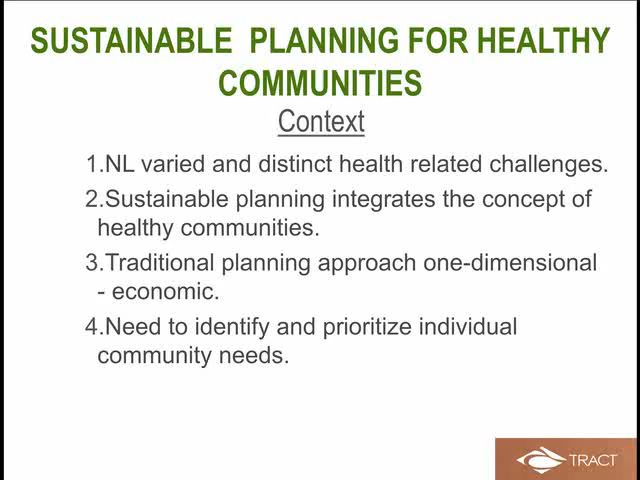 SUSTAINABLE PLANNING FOR HEALTHY
COMMUNITIES
Context
1.NL varied and distinct health related challenges.
2.Sustainable planning integrates the concept of
healthy communities.
3.Traditional planning approach one-dimensional
- economic.
4.Need to identify and prioritize individual
community needs.
TRACT